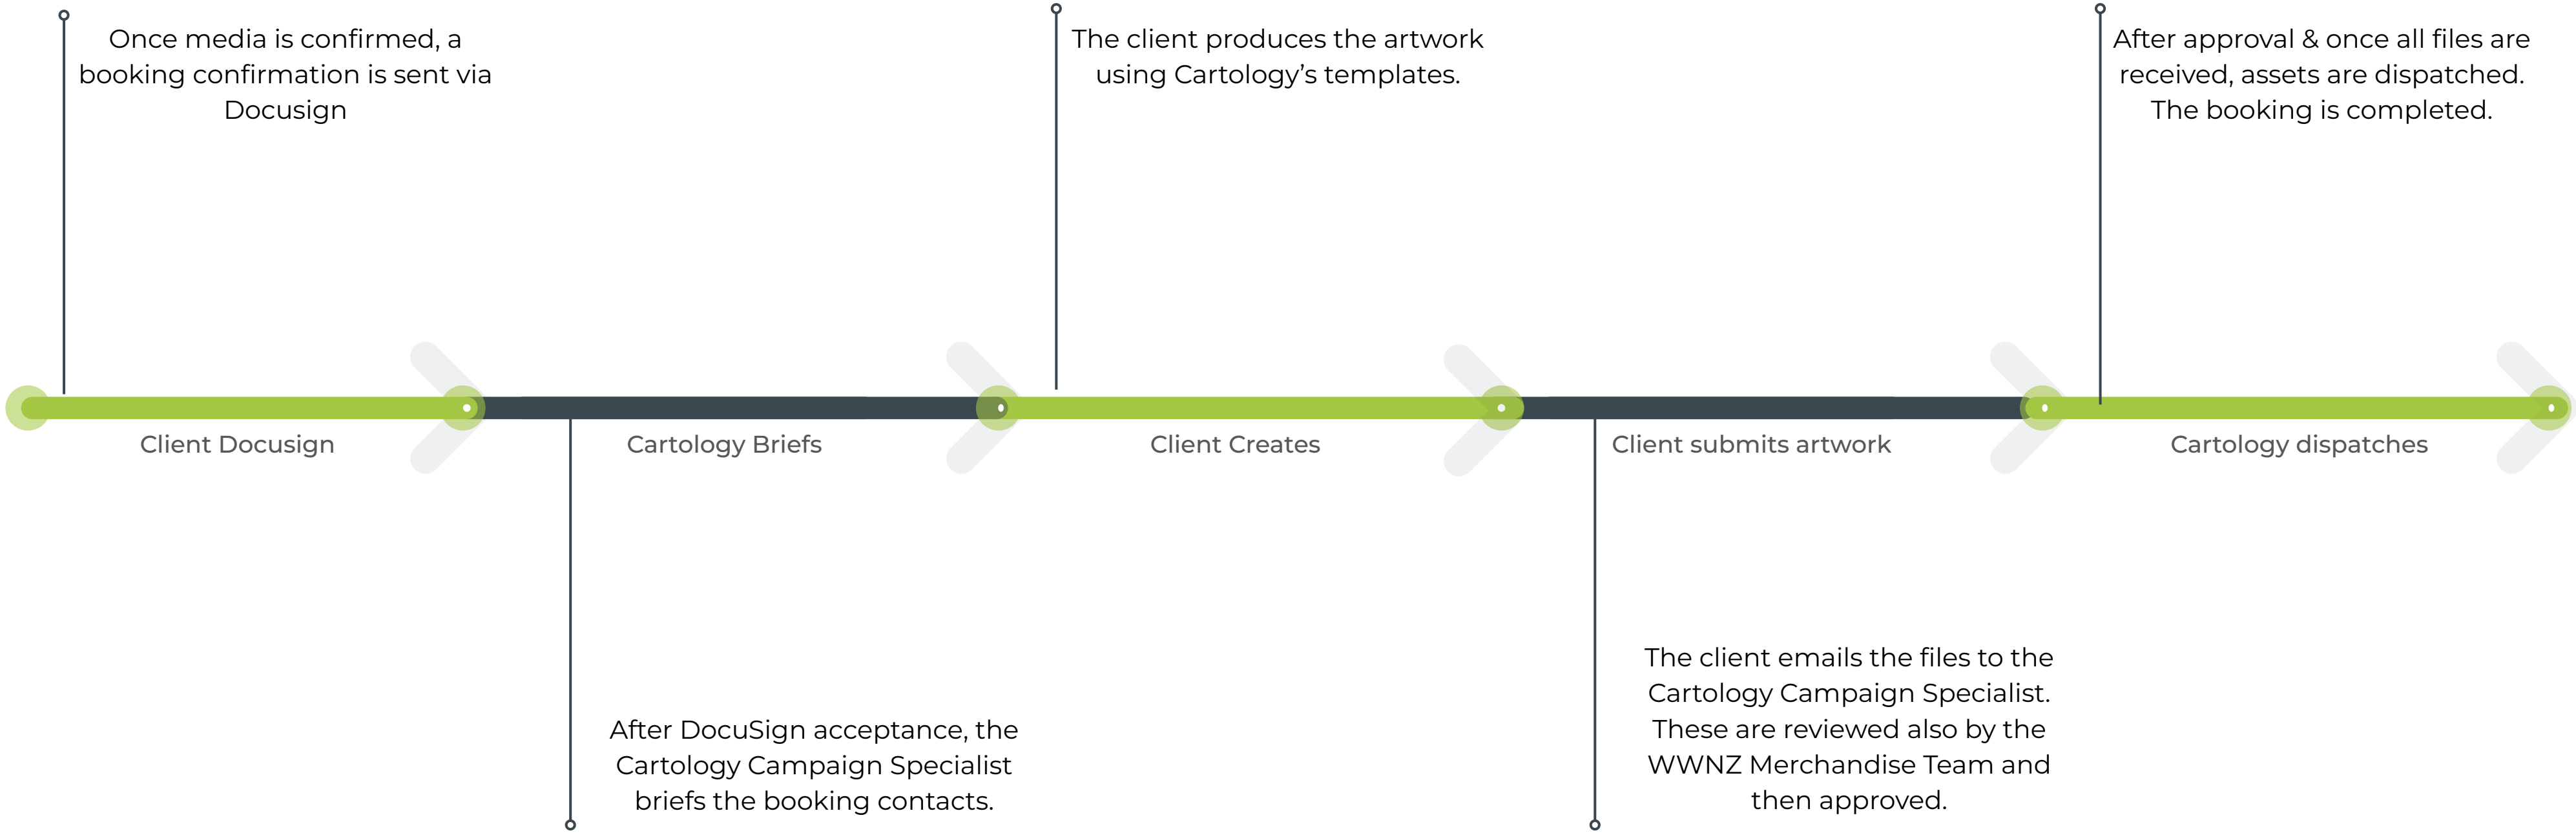 Once media is confirmed, a
booking confirmation is sent via
Docusign
The client produces the artwork
using Cartology’s templates.
After approval & once all files are
received, assets are dispatched.
The booking is completed.
Client Docusign
Cartology Briefs
Client Creates
Client submits artwork
Cartology dispatches
After DocuSign acceptance, the
Cartology Campaign Specialist
briefs the booking contacts.
The client emails the files to the
Cartology Campaign Specialist.
These are reviewed also by the
WWNZ Merchandise Team and
then approved.